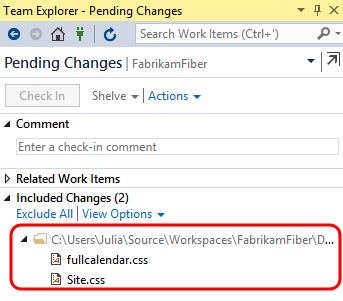 Team Explorer - Pending Changes
Search Work Items (Ctrl+')
Pending Changes | FabrikamFiber
Check In Shelve Actions
Comment
Enter a check-in comment
Related Work Items
Included Changes (2)
Exclude All | View Options
C:\Users\Julia\Source\Workspaces\FabrikamFiber\D...
fullcalendar.css
Site.css